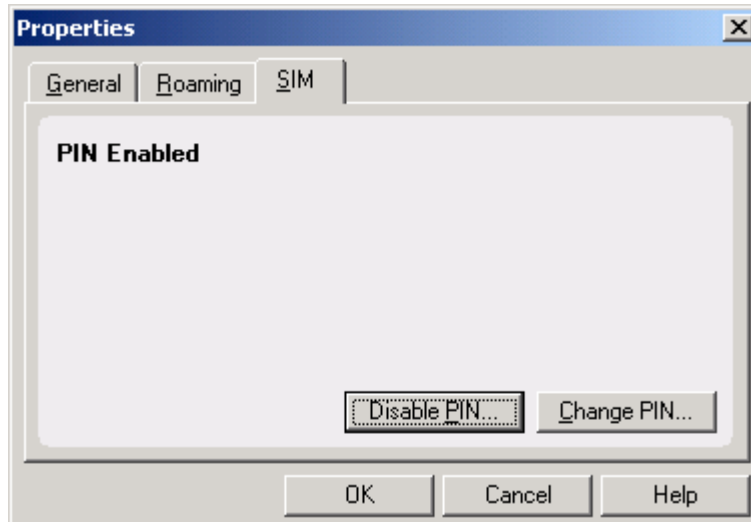 Properties
General Roaming SIM
PIN Enabled
Disable PIN... Change PIN...
OK Cancel Help